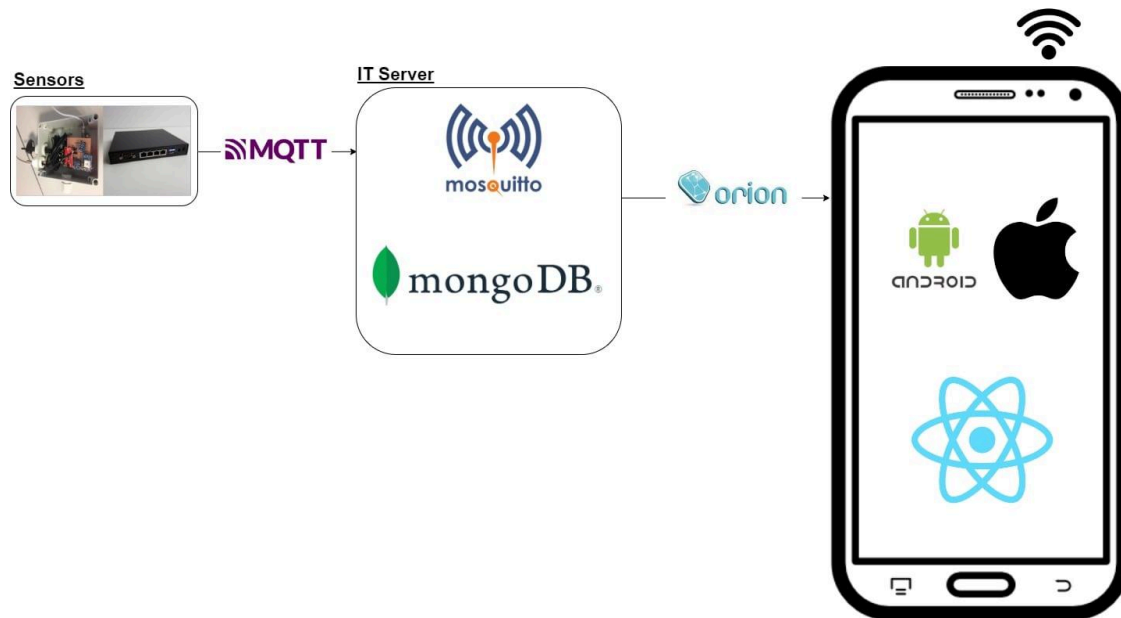 Sensors
MQTT
IT Server
mosquitto
mongoDB®
orion
android